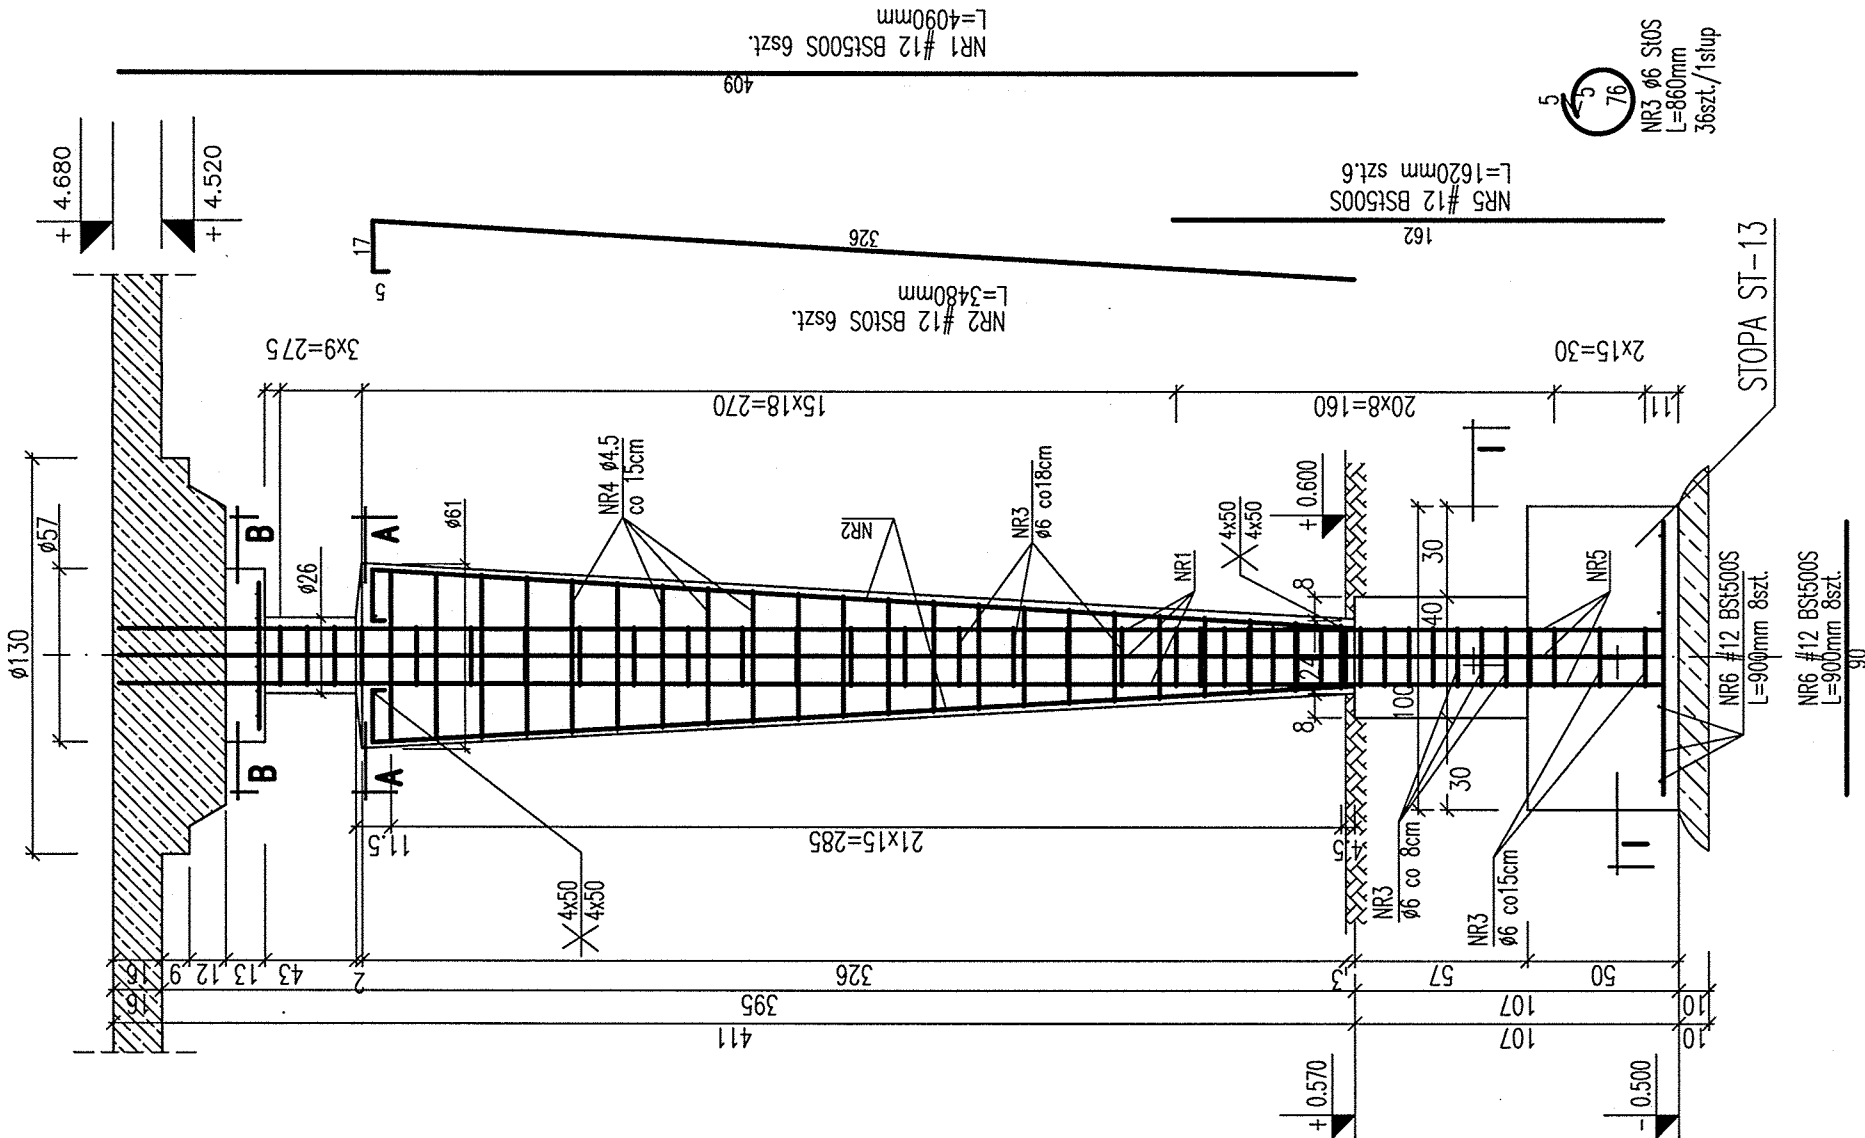 NR1 #12 BSt500S 6szt.
L=4090mm
409
+ 4.680
+ 4.520
NR3 ø6 StOS
L=860mm
36szt./1słup
5
5
76
NR5 #12 BSt500S
L=1620mm szt.6
162
17
5
326
NR2 #12 BStOS 6szt.
L=3480mm
3x9=27.5
15x18=270
20x8=160
2x15=30
11
STOPA ST-13
ø130
ø57
ø26
ø61
B
B
A
A
NR4 ø4.5
co 15cm
NR2
NR3
ø6 co18cm
NR1
4x50
4x50
+ 0.600
I
I
NR5
8
24
8
30
40
30
100
NR6 #12 BSt500S
L=900mm 8szt.
NR6 #12 BSt500S
L=900mm 8szt.
90
11.5
21x15=285
4.5
4x50
4x50
NR3
ø6 co 8cm
NR3
ø6 co15cm
16
9
12
13
43
2
326
3
57
50
16
395
107
10
411
107
10
+ 0.570
- 0.500